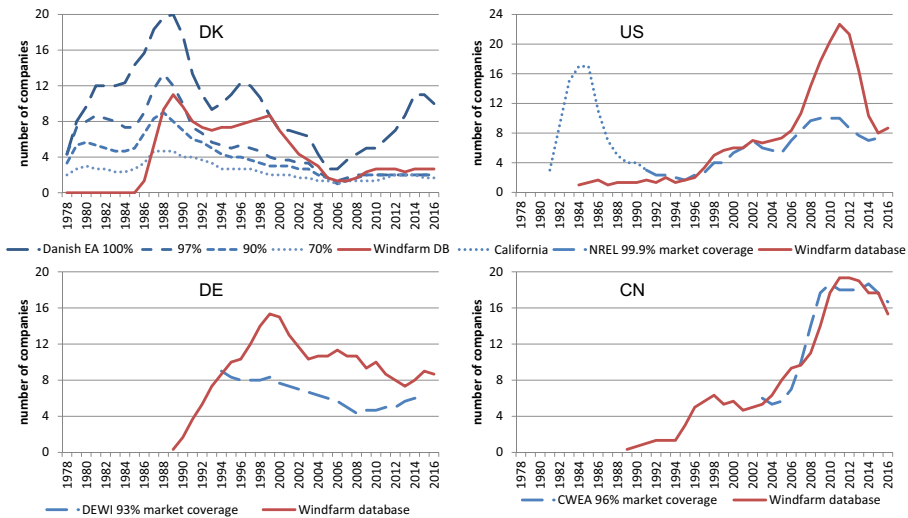 DK
number of companies
20
16
12
8
4
0
1978 1980 1982 1984 1986 1988 1990 1992 1994 1996 1998 2000 2002 2004 2006 2008 2010 2012 2014 2016
Danish EA 100% 97% 90% 70% Windfarm DB
US
number of companies
24
20
16
12
8
4
0
1978 1980 1982 1984 1986 1988 1990 1992 1994 1996 1998 2000 2002 2004 2006 2008 2010 2012 2014 2016
California NREL 99.9% market coverage Windfarm database
DE
number of companies
20
16
12
8
4
0
1978 1980 1982 1984 1986 1988 1990 1992 1994 1996 1998 2000 2002 2004 2006 2008 2010 2012 2014 2016
DEWI 93% market coverage Windfarm database
CN
number of companies
20
16
12
8
4
0
1978 1980 1982 1984 1986 1988 1990 1992 1994 1996 1998 2000 2002 2004 2006 2008 2010 2012 2014 2016
CWEA 96% market coverage Windfarm database